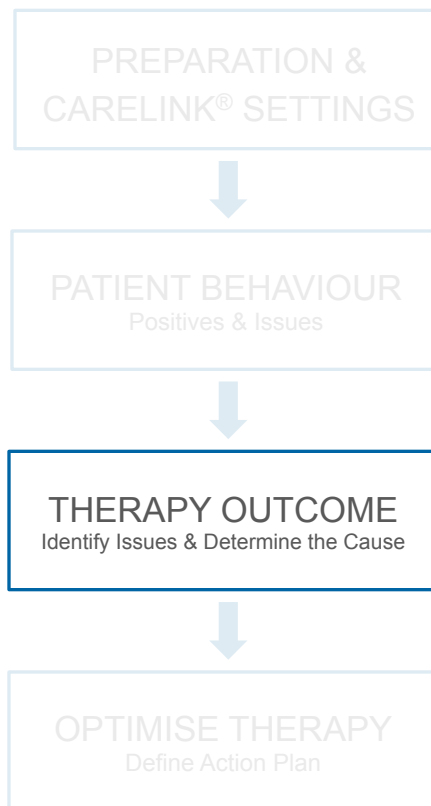 PREPARATION &
CARELINK® SETTINGS
PATIENT BEHAVIOUR
Positives & Issues
THERAPY OUTCOME
Identify Issues & Determine the Cause
OPTIMISE THERAPY
Define Action Plan